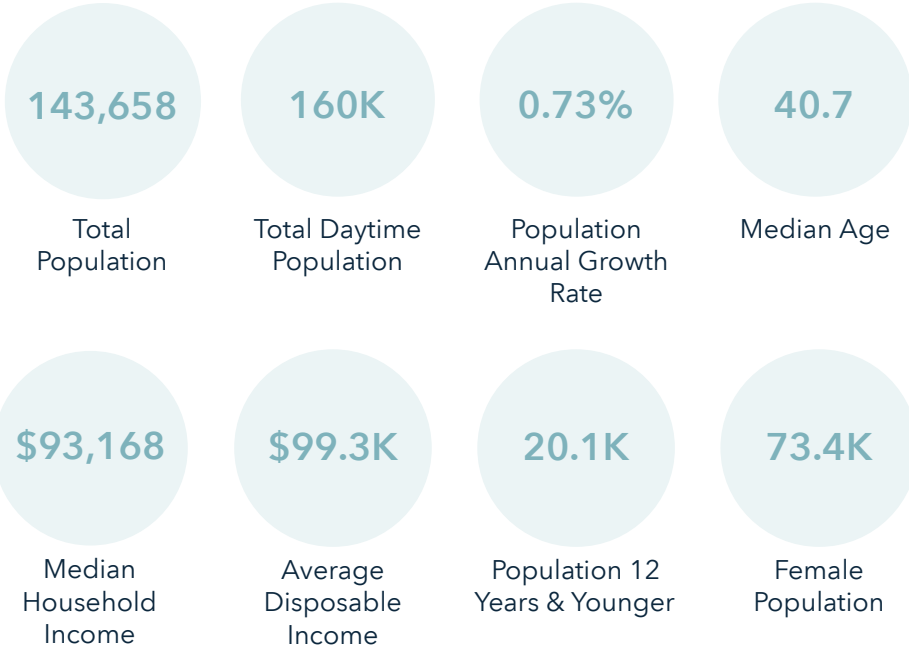 143,658
Total
Population
160K
Total Daytime
Population
0.73%
Population
Annual Growth
Rate
40.7
Median Age
$93,168
Median
Household
Income
$99.3K
Average
Disposable
Income
20.1K
Population 12
Years & Younger
73.4K
Female
Population